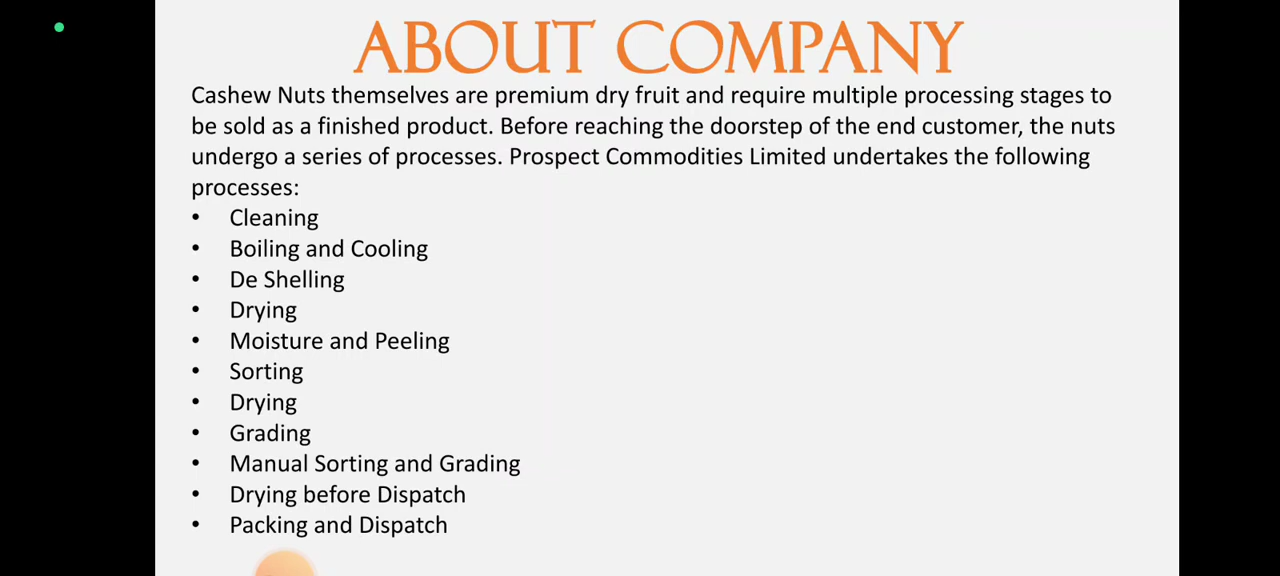 ABOUT COMPANY
Cashew Nuts themselves are premium dry fruit and require multiple processing stages to
be sold as a finished product. Before reaching the doorstep of the end customer, the nuts
undergo a series of processes. Prospect Commodities Limited undertakes the following
processes:
• Cleaning
• Boiling and Cooling
• De Shelling
• Drying
• Moisture and Peeling
• Sorting
• Drying
• Grading
• Manual Sorting and Grading
• Drying before Dispatch
• Packing and Dispatch